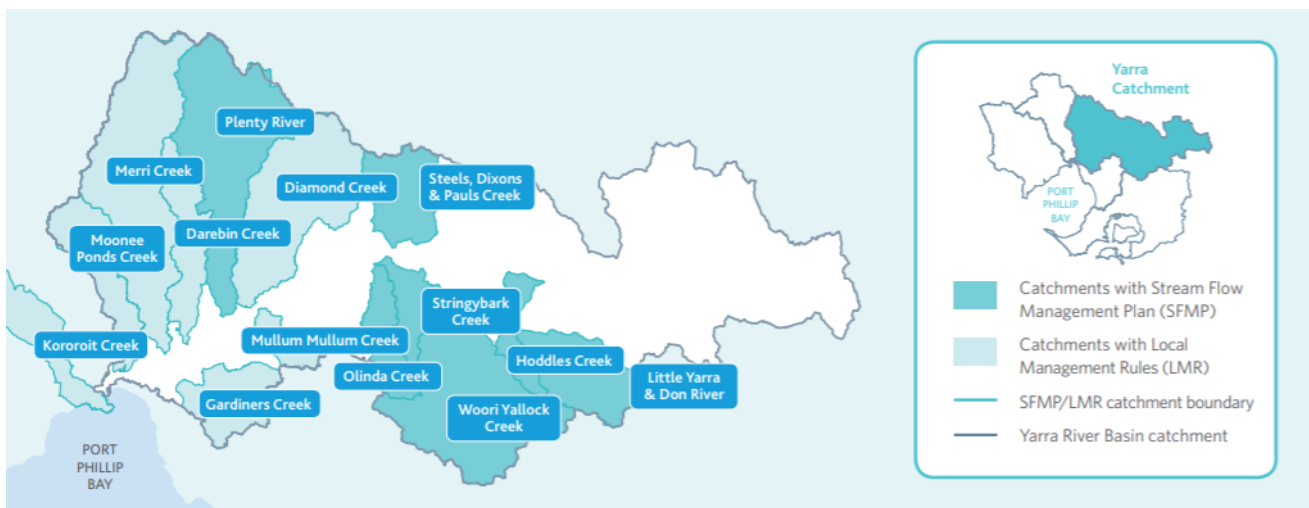 Plenty River
Merri Creek
Diamond Creek
Steels, Dixons
& Pauls Creek
Moonee
Ponds Creek
Darebin Creek
Stringybark
Creek
Kororoit Creek
Mullum Mullum Creek
Hoddles Creek
Olinda Creek
Little Yarra
& Don River
Gardiners Creek
Woori Yallock
Creek
PORT
PHILLIP
BAY
Yarra
Catchment
PORT
PHILLIP
BAY
Catchments with Stream Flow
Management Plan (SFMP)
Catchments with Local
Management Rules (LMR)
SFMP/LMR catchment boundary
Yarra River Basin catchment